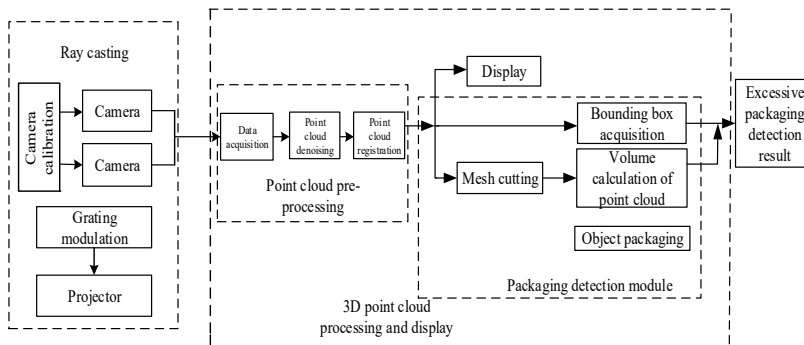 Ray casting
Camera
calibration
Camera
Camera
Grating
modulation
Projector
Data
acquisition
Point
cloud
denoising
Point
cloud
registration
Point cloud pre-
processing
Display
Bounding box
acquisition
Mesh cutting
Volume
calculation of
point cloud
Object packaging
Packaging detection module
3D point cloud
processing and display
Excessive
packaging
detection
result